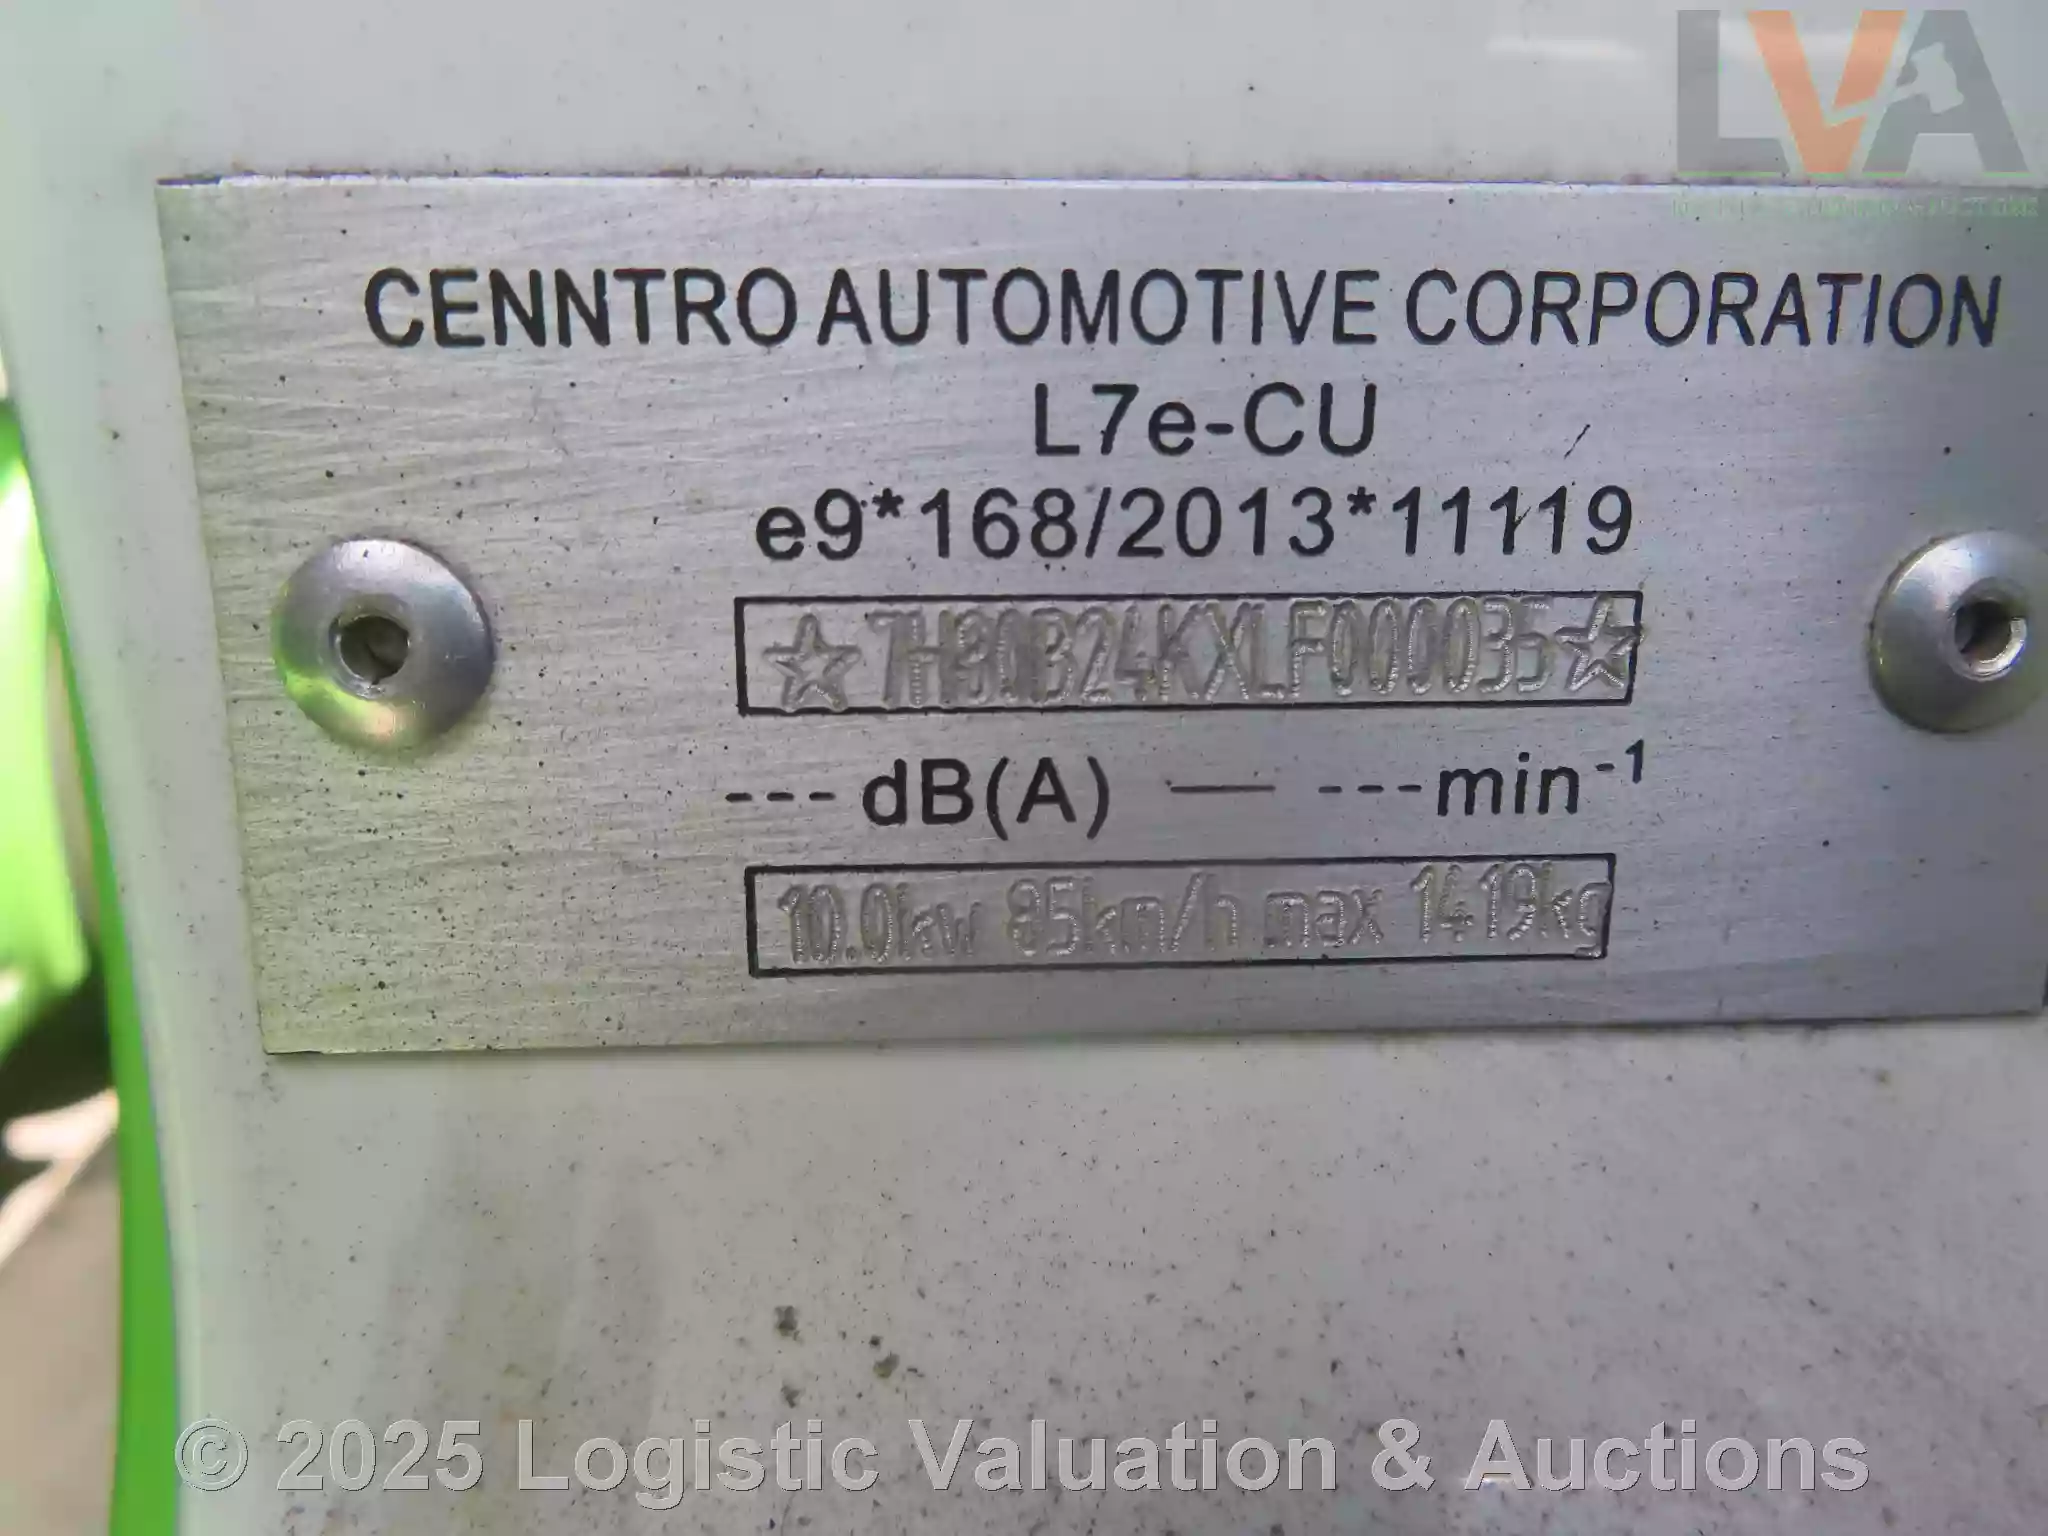 LVA
CENNTRO AUTOMOTIVE CORPORATION
L7e-CU
e9*168/2013*11119
☆7H80B24KXLF000035☆
--- dB(A) — ---min⁻¹
10.0kw 85km/h max 1419kg
© 2025 Logistic Valuation & Auctions